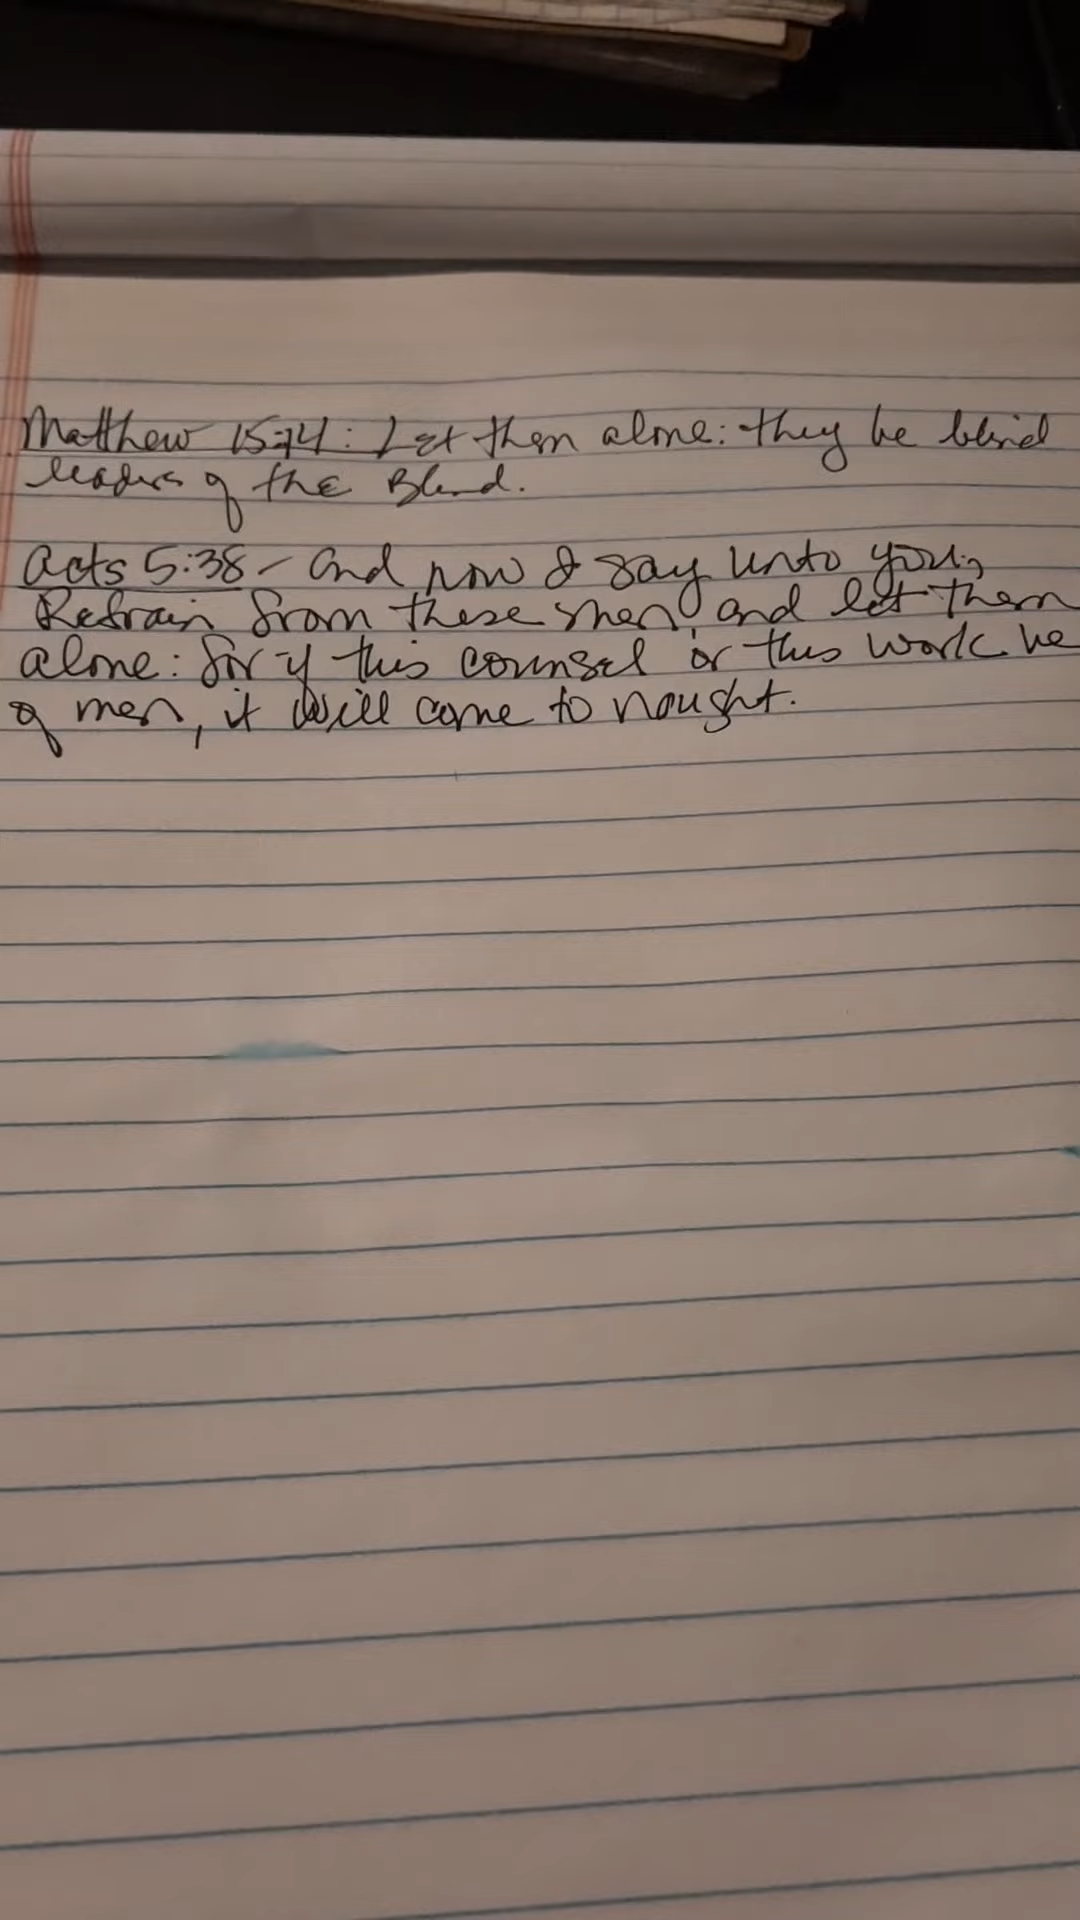 Matthew 15:14: Let them alone: they be blind
leaders of the Blind.
Acts 5:38 - And now I say unto you,
Refrain from these men, and let them
alone: for if this counsel or this work be
of men, it will come to nought.